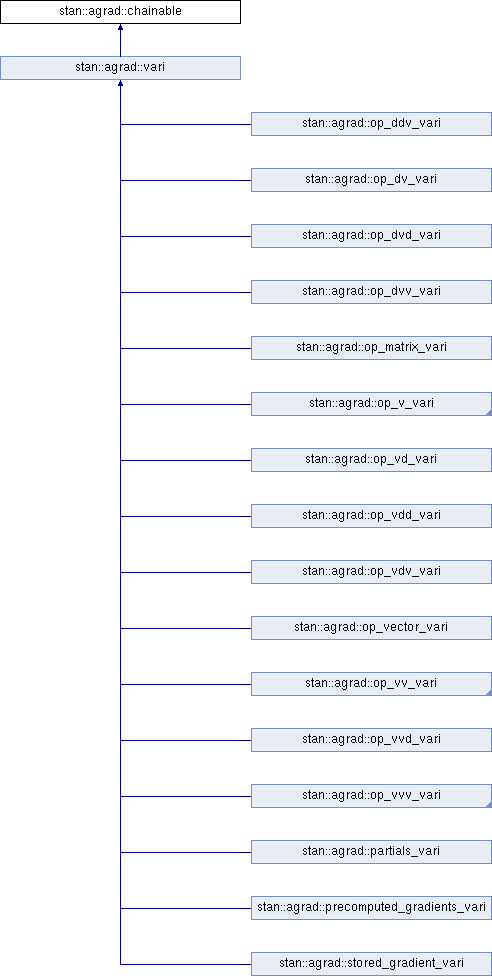 stan::agrad::chainable
stan::agrad::vari
stan::agrad::op_ddv_vari
stan::agrad::op_dv_vari
stan::agrad::op_dvd_vari
stan::agrad::op_dvv_vari
stan::agrad::op_matrix_vari
stan::agrad::op_v_vari
stan::agrad::op_vd_vari
stan::agrad::op_vdd_vari
stan::agrad::op_vdv_vari
stan::agrad::op_vector_vari
stan::agrad::op_vv_vari
stan::agrad::op_vvd_vari
stan::agrad::op_vvv_vari
stan::agrad::partials_vari
stan::agrad::precomputed_gradients_vari
stan::agrad::stored_gradient_vari